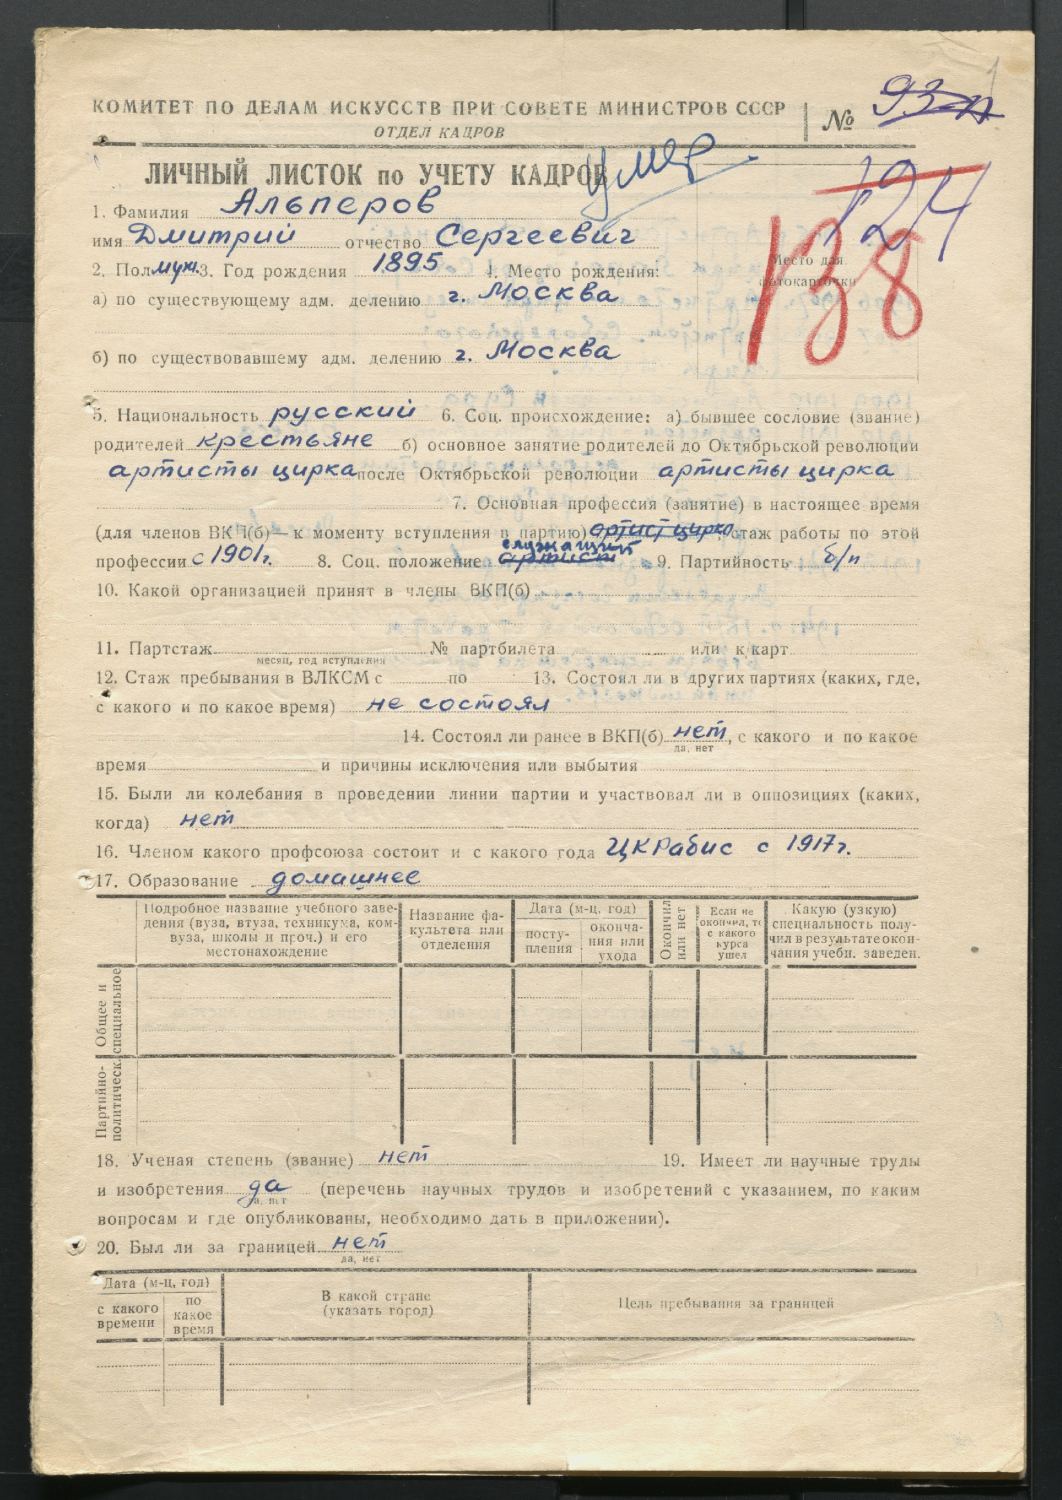 КОМИТЕТ ПО ДЕЛАМ ИСКУССТВ ПРИ СОВЕТЕ МИНИСТРОВ СССР
ОТДЕЛ КАДРОВ
№ 93-
124
138
умер
ЛИЧНЫЙ ЛИСТОК по УЧЕТУ КАДРОВ
Место для фотокарточки
1. Фамилия Альперов
имя Дмитрий отчество Сергеевич
2. Пол муж. 3. Год рождения 1895 4. Место рождения:
а) по существующему адм. делению г. Москва
б) по существовавшему адм. делению г. Москва
5. Национальность русский 6. Соц. происхождение: а) бывшее сословие (звание)
родителей крестьяне б) основное занятие родителей до Октябрьской революции
артисты цирка после Октябрьской революции артисты цирка
7. Основная профессия (занятие) в настоящее время
(для членов ВКП(б) — к моменту вступления в партию) артист цирка стаж работы по этой
профессии с 1901г. 8. Соц. положение артист служащий 9. Партийность б/п
10. Какой организацией принят в члены ВКП(б)
11. Партстаж № партбилета или к/карт
месяц, год вступления
12. Стаж пребывания в ВЛКСМ с по 13. Состоял ли в других партиях (каких, где,
с какого и по какое время) не состоял
14. Состоял ли ранее в ВКП(б) нет, с какого и по какое
да, нет
время и причины исключения или выбытия
15. Были ли колебания в проведении линии партии и участвовал ли в оппозициях (каких,
когда) нет
16. Членом какого профсоюза состоит и с какого года ЦК Рабис с 1917г.
17. Образование домашнее
Подробное название учебного заведения (вуза, втуза, техникума, комвуза, школы и проч.) и его местонахождение
Название факультета или отделения
Дата (м-ц, год)
поступления
окончания или ухода
Окончил или нет
Если не окончил, то с какого курса ушел
Какую (узкую) специальность получил в результате окончания учебн. заведен.
Общее и специальное
Партийно-политическ.
18. Ученая степень (звание) нет 19. Имеет ли научные труды
и изобретения да (перечень научных трудов и изобретений с указанием, по каким
да, нет
вопросам и где опубликованы, необходимо дать в приложении).
20. Был ли за границей нет
да, нет
Дата (м-ц, год)
с какого времени
по какое время
В какой стране (указать город)
Цель пребывания за границей